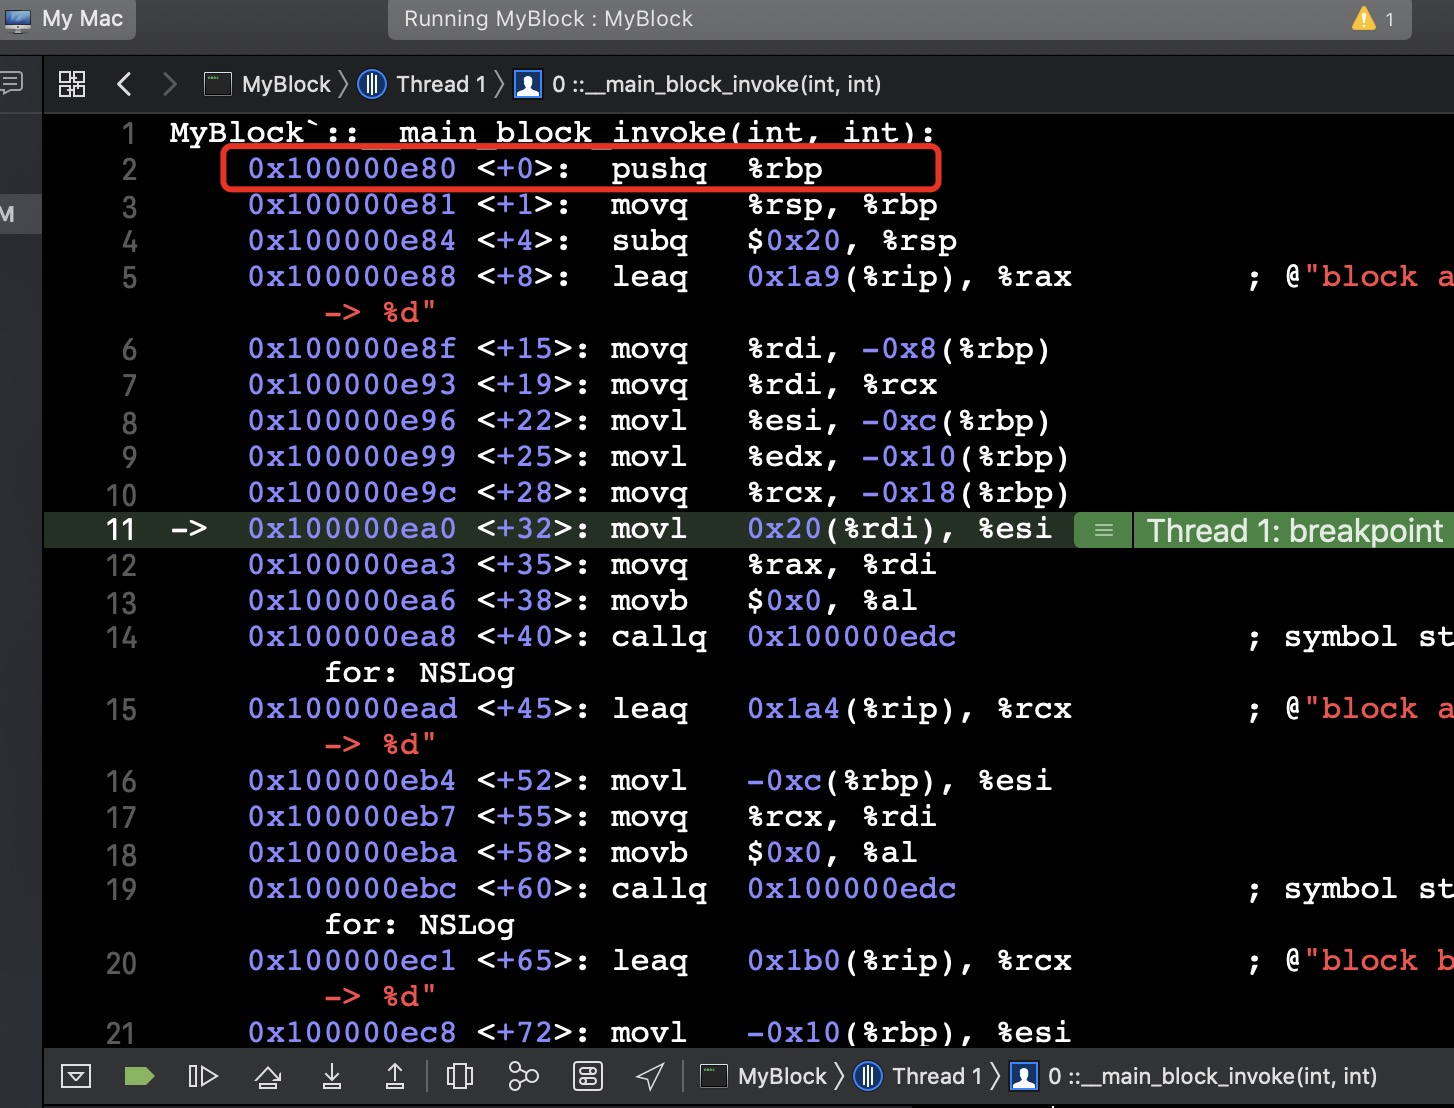 My Mac
Running MyBlock : MyBlock
1
MyBlock 〉 Thread 1 〉 0 ::__main_block_invoke(int, int)
M
1 MyBlock`::__main_block_invoke(int, int):
2 0x100000e80 <+0>: pushq %rbp
3 0x100000e81 <+1>: movq %rsp, %rbp
4 0x100000e84 <+4>: subq $0x20, %rsp
5 0x100000e88 <+8>: leaq 0x1a9(%rip), %rax ; @"block a
-> %d"
6 0x100000e8f <+15>: movq %rdi, -0x8(%rbp)
7 0x100000e93 <+19>: movq %rdi, %rcx
8 0x100000e96 <+22>: movl %esi, -0xc(%rbp)
9 0x100000e99 <+25>: movl %edx, -0x10(%rbp)
10 0x100000e9c <+28>: movq %rcx, -0x18(%rbp)
11 -> 0x100000ea0 <+32>: movl 0x20(%rdi), %esi Thread 1: breakpoint
12 0x100000ea3 <+35>: movq %rax, %rdi
13 0x100000ea6 <+38>: movb $0x0, %al
14 0x100000ea8 <+40>: callq 0x100000edc ; symbol st
for: NSLog
15 0x100000ead <+45>: leaq 0x1a4(%rip), %rcx ; @"block a
-> %d"
16 0x100000eb4 <+52>: movl -0xc(%rbp), %esi
17 0x100000eb7 <+55>: movq %rcx, %rdi
18 0x100000eba <+58>: movb $0x0, %al
19 0x100000ebc <+60>: callq 0x100000edc ; symbol st
for: NSLog
20 0x100000ec1 <+65>: leaq 0x1b0(%rip), %rcx ; @"block b
-> %d"
21 0x100000ec8 <+72>: movl -0x10(%rbp), %esi
MyBlock 〉 Thread 1 〉 0 ::__main_block_invoke(int, int)